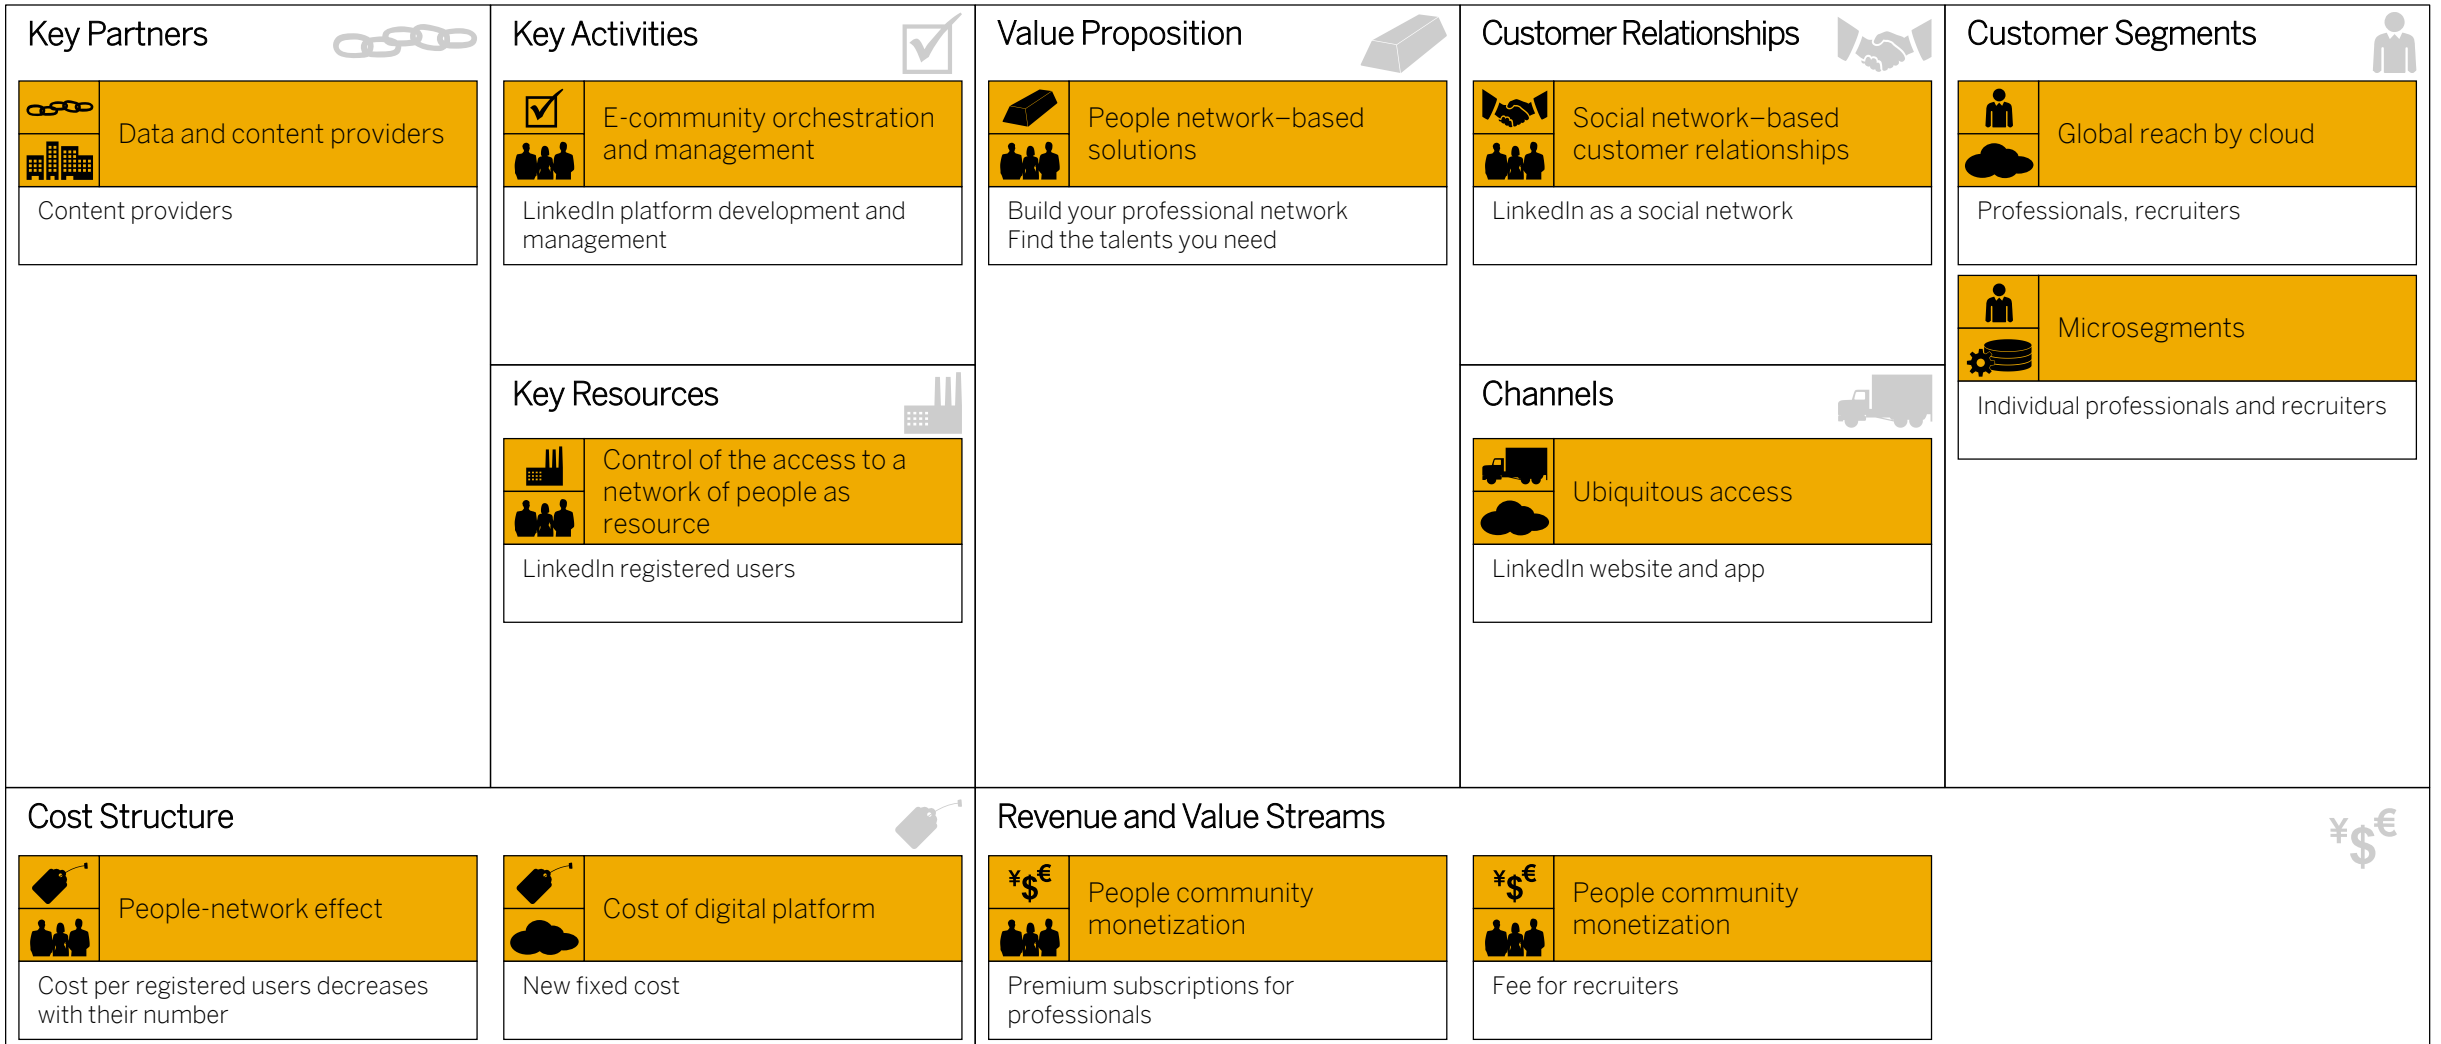 Key Partners
Data and content providers
Content providers
Key Activities
E-community orchestration
and management
LinkedIn platform development and
management
Key Resources
Control of the access to a
network of people as
resource
LinkedIn registered users
Value Proposition
People network–based
solutions
Build your professional network
Find the talents you need
Customer Relationships
Social network–based
customer relationships
LinkedIn as a social network
Channels
Ubiquitous access
LinkedIn website and app
Customer Segments
Global reach by cloud
Professionals, recruiters
Microsegments
Individual professionals and recruiters
Cost Structure
People-network effect
Cost per registered users decreases
with their number
Cost of digital platform
New fixed cost
Revenue and Value Streams
¥$€
¥$€
People community
monetization
Premium subscriptions for
professionals
¥$€
People community
monetization
Fee for recruiters